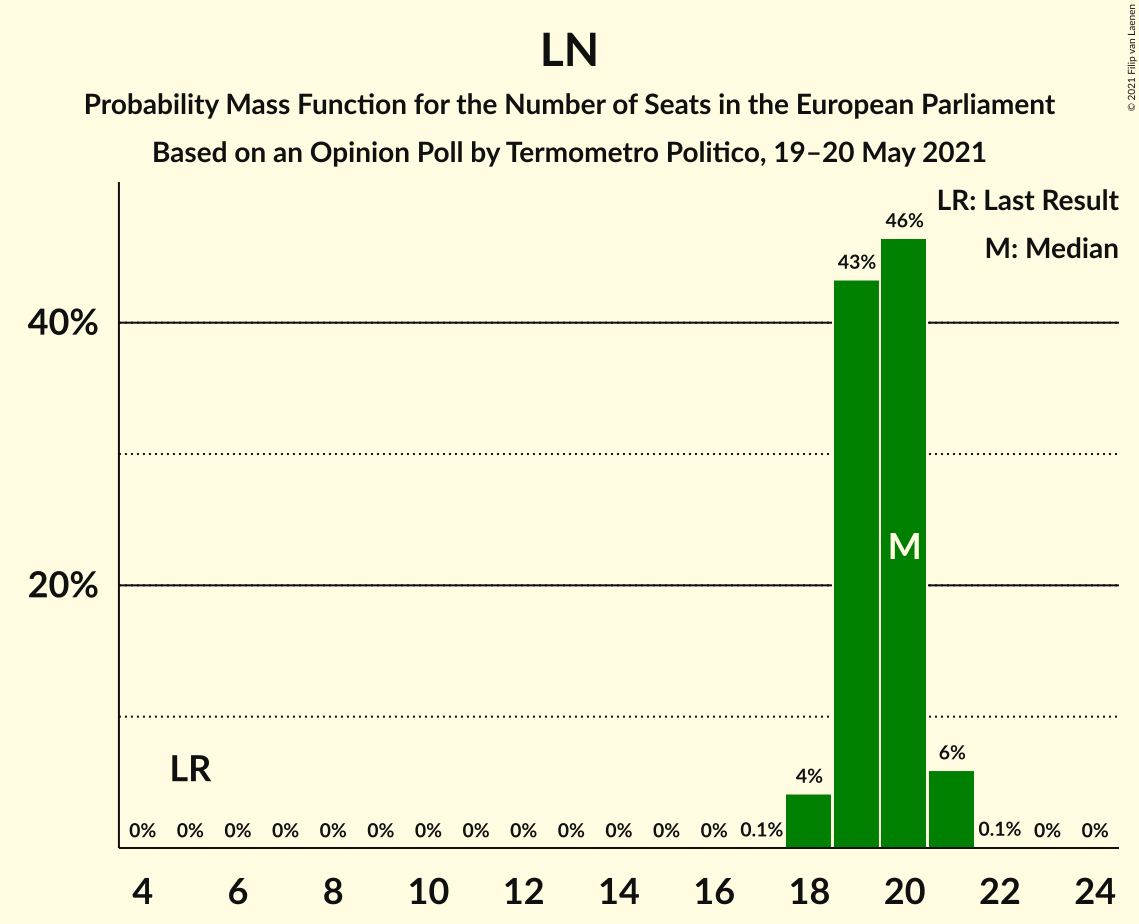 LN
Probability Mass Function for the Number of Seats in the European Parliament
Based on an Opinion Poll by Termometro Politico, 19–20 May 2021
© 2021 Filip van Laenen
LR: Last Result
M: Median
40%
20%
LR
M
0% 0% 0% 0% 0% 0% 0% 0% 0% 0% 0% 0% 0% 0.1% 4% 43% 46% 6% 0.1% 0% 0%
4 6 8 10 12 14 16 18 20 22 24